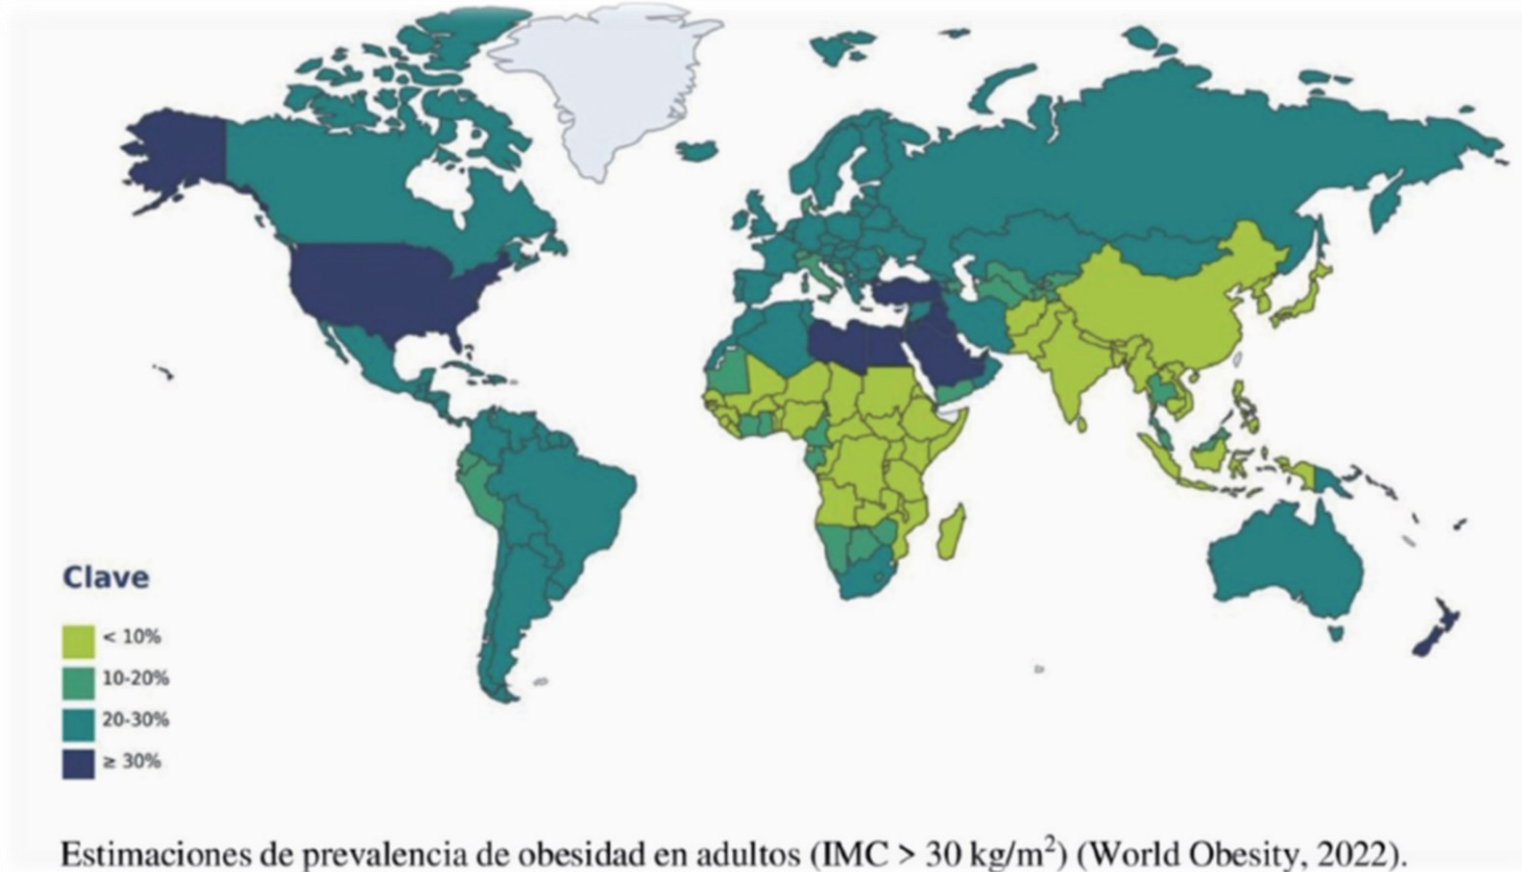 Clave
< 10%
10-20%
20-30%
≥ 30%
Estimaciones de prevalencia de obesidad en adultos (IMC > 30 kg/m²) (World Obesity, 2022).